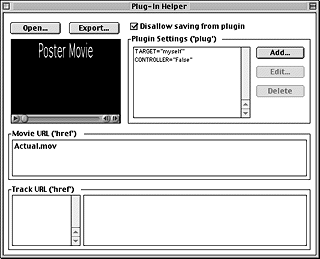 Plug-In Helper
Open...
Export...
Disallow saving from plugin
Poster Movie
Plugin Settings ('plug')
TARGET="myself"
CONTROLLER="False"
Add...
Edit...
Delete
Movie URL ('href')
Actual.mov
Track URL ('href')